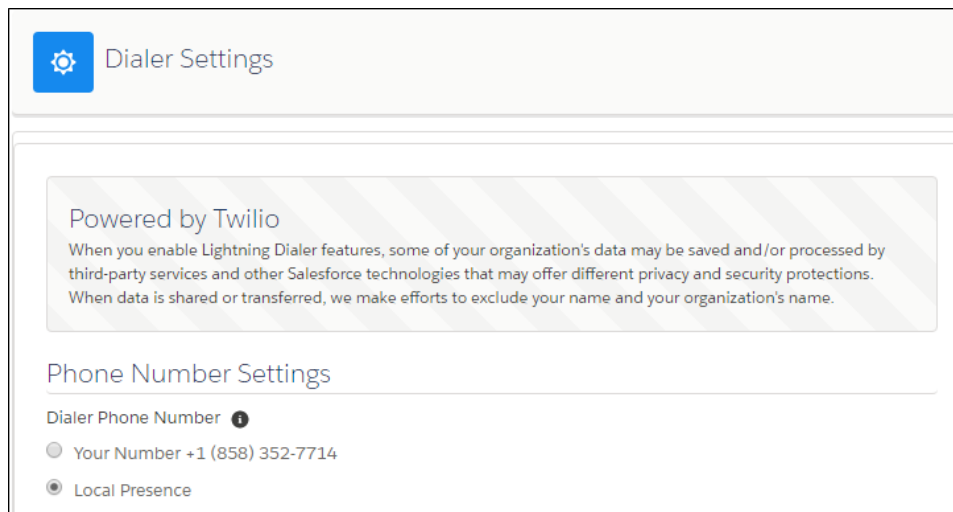 Dialer Settings
Powered by Twilio
When you enable Lightning Dialer features, some of your organization's data may be saved and/or processed by
third-party services and other Salesforce technologies that may offer different privacy and security protections.
When data is shared or transferred, we make efforts to exclude your name and your organization's name.
Phone Number Settings
Dialer Phone Number
Your Number +1 (858) 352-7714
Local Presence